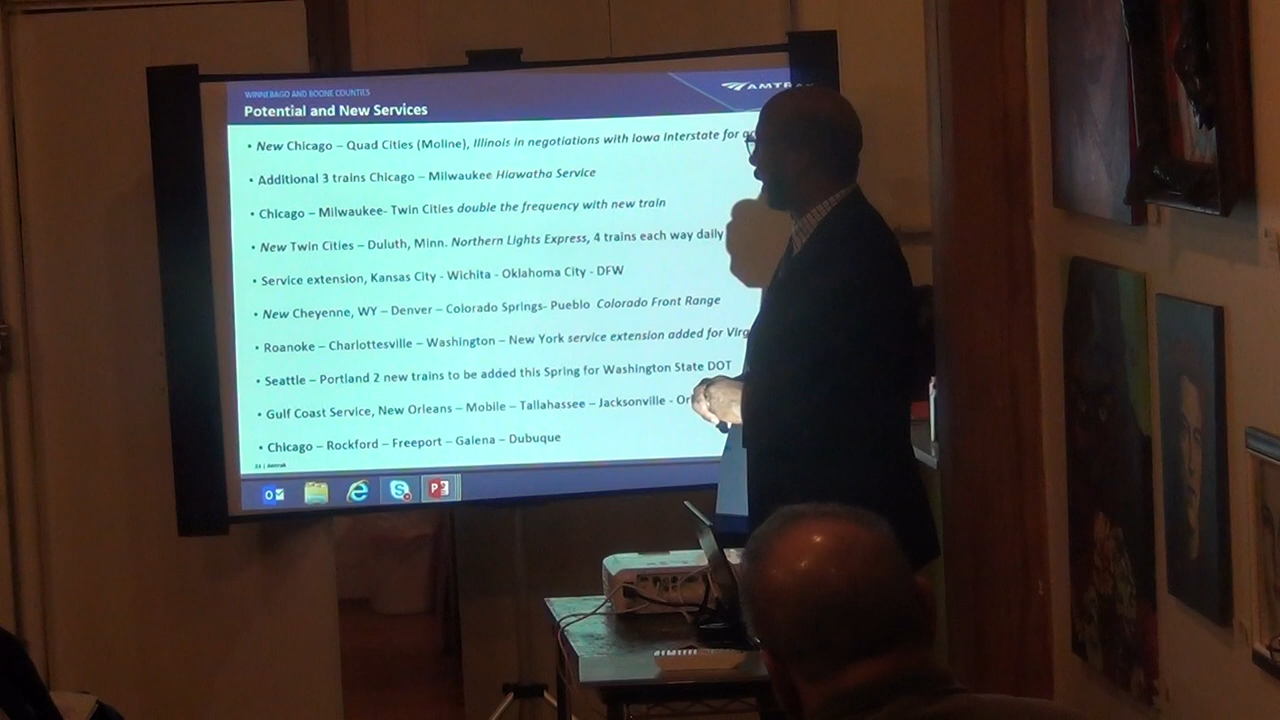 WINNEBAGO AND BOONE COUNTIES
AMTRA
Potential and New Services
• New Chicago – Quad Cities (Moline), Illinois in negotiations with Iowa Interstate for
• Additional 3 trains Chicago – Milwaukee Hiawatha Service
• Chicago – Milwaukee- Twin Cities double the frequency with new train
• New Twin Cities – Duluth, Minn. Northern Lights Express, 4 trains each way daily
• Service extension, Kansas City - Wichita - Oklahoma City - DFW
• New Cheyenne, WY – Denver – Colorado Springs- Pueblo Colorado Front Range
• Roanoke – Charlottesville – Washington – New York service extension added for Virg
• Seattle – Portland 2 new trains to be added this Spring for Washington State DOT
• Gulf Coast Service, New Orleans – Mobile – Tallahassee – Jacksonville - Orl
• Chicago – Rockford – Freeport – Galena – Dubuque